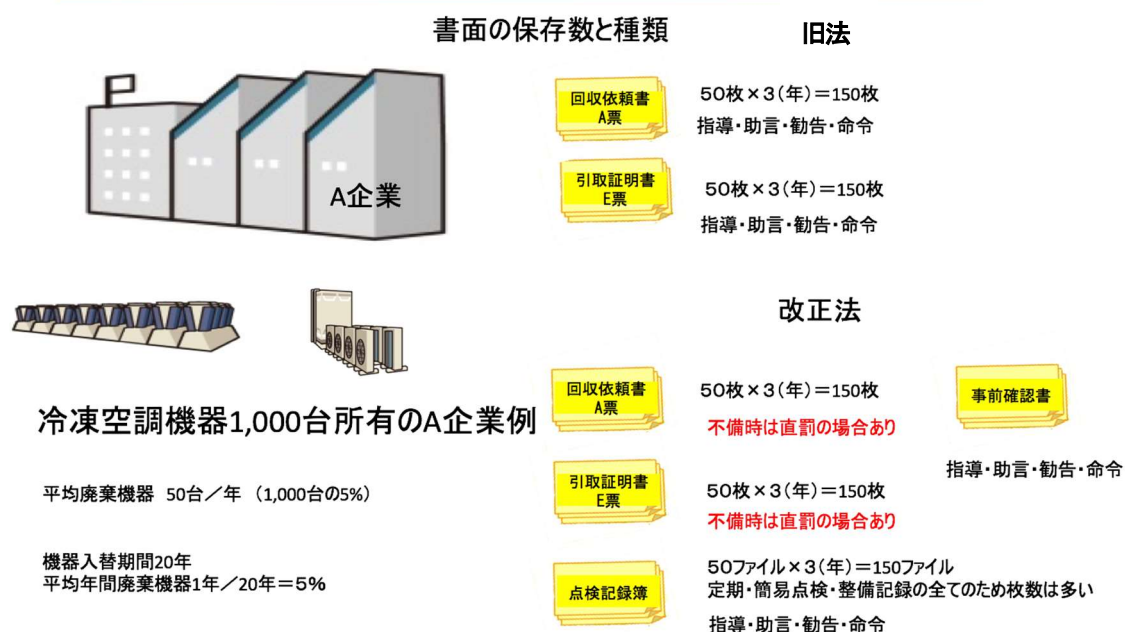 書面の保存数と種類
旧法
A企業
回収依頼書
A票
50枚×3(年)=150枚
指導・助言・勧告・命令
引取証明書
E票
50枚×3(年)=150枚
指導・助言・勧告・命令
改正法
冷凍空調機器1,000台所有のA企業例
平均廃棄機器 50台/年 (1,000台の5%)
機器入替期間20年
平均年間廃棄機器1年/20年=5%
回収依頼書
A票
50枚×3(年)=150枚
不備時は直罰の場合あり
事前確認書
指導・助言・勧告・命令
引取証明書
E票
50枚×3(年)=150枚
不備時は直罰の場合あり
点検記録簿
50ファイル×3(年)=150ファイル
定期・簡易点検・整備記録の全てのため枚数は多い
指導・助言・勧告・命令